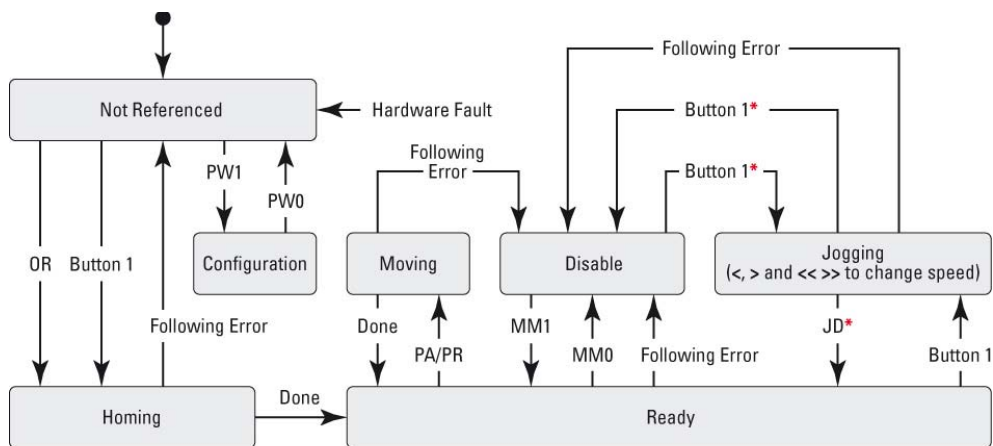 Following Error
Not Referenced
Hardware Fault
Button 1*
Following
Error
PW1
Button 1*
PW0
OR
Button 1
Configuration
Moving
Disable
Jogging
(<, > and << >> to change speed)
Following Error
Done
PA/PR
MM1
MM0
Following Error
JD*
Button 1
Homing
Done
Ready